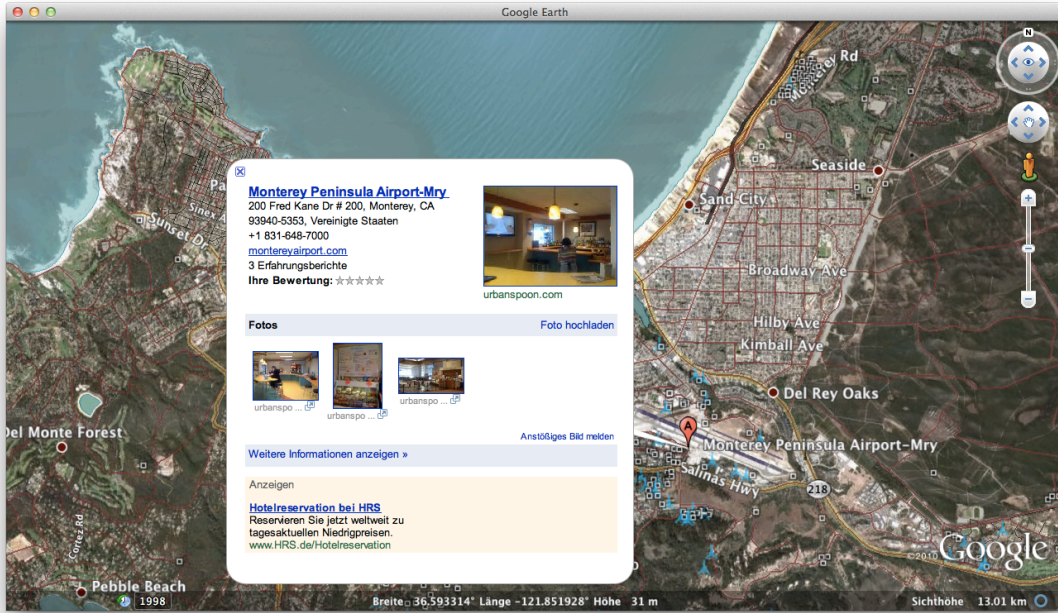 Google Earth
N
Monterey Rd
Seaside
Sand City
Sinex A
Sunset Dr
Pa
Broadway Ave
Hilby Ave
Kimball Ave
Del Rey Oaks
Monterey Peninsula Airport-Mry
A
Salinas Hwy
218
Del Monte Forest
Cortez Rd
Pebble Beach
Monterey Peninsula Airport-Mry
200 Fred Kane Dr # 200, Monterey, CA
93940-5353, Vereinigte Staaten
+1 831-648-7000
montereyairport.com
3 Erfahrungsberichte
Ihre Bewertung:
urbanspoon.com
Fotos
Foto hochladen
urbanspo ...
urbanspo ...
urbanspo ...
Anstößiges Bild melden
Weitere Informationen anzeigen »
Anzeigen
Hotelreservation bei HRS
Reservieren Sie jetzt weltweit zu
tagesaktuellen Niedrigpreisen.
www.HRS.de/Hotelreservation
©2010 Google
1998
Breite 36.593314° Länge -121.851928° Höhe 31 m
Sichthöhe 13.01 km